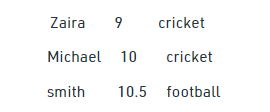 Zaira 9 cricket
Michael 10 cricket
smith 10.5 football